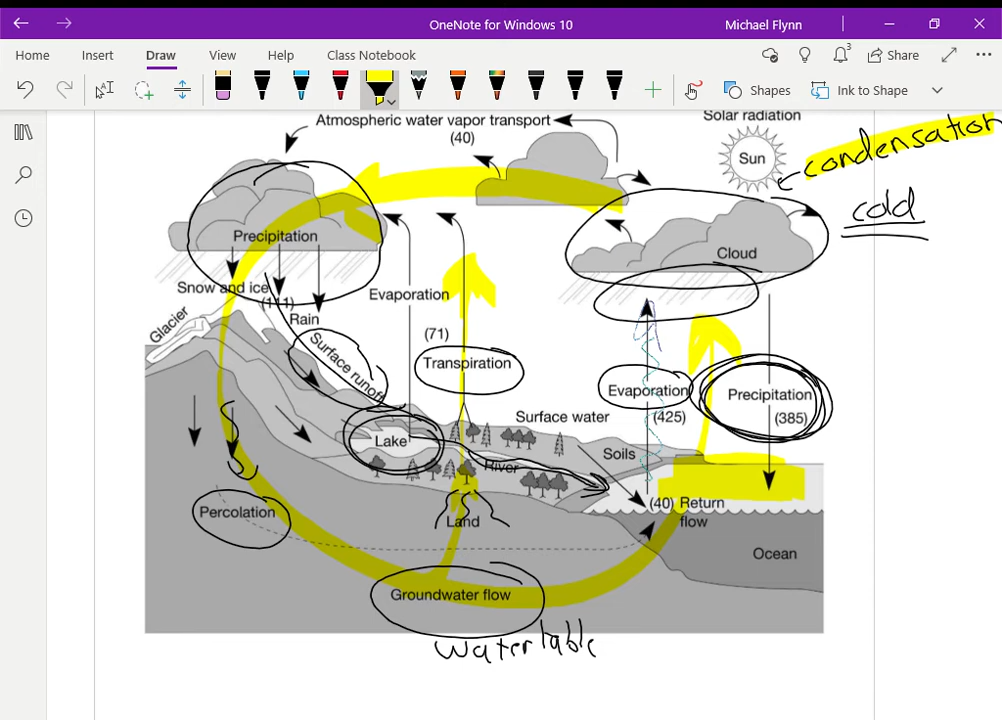 OneNote for Windows 10
Michael Flynn
Home Insert Draw View Help Class Notebook
3 Share
Shapes Ink to Shape
Atmospheric water vapor transport
(40)
Solar radiation
Sun
condensation
cold
Precipitation
Cloud
Snow and ice
(111)
Rain
Evaporation
Glacier
Surface runoff
(71)
Transpiration
Evaporation
(425)
Precipitation
(385)
Surface water
Lake
River
Soils
Percolation
Land
(40) Return
flow
Ocean
Groundwater flow
water table